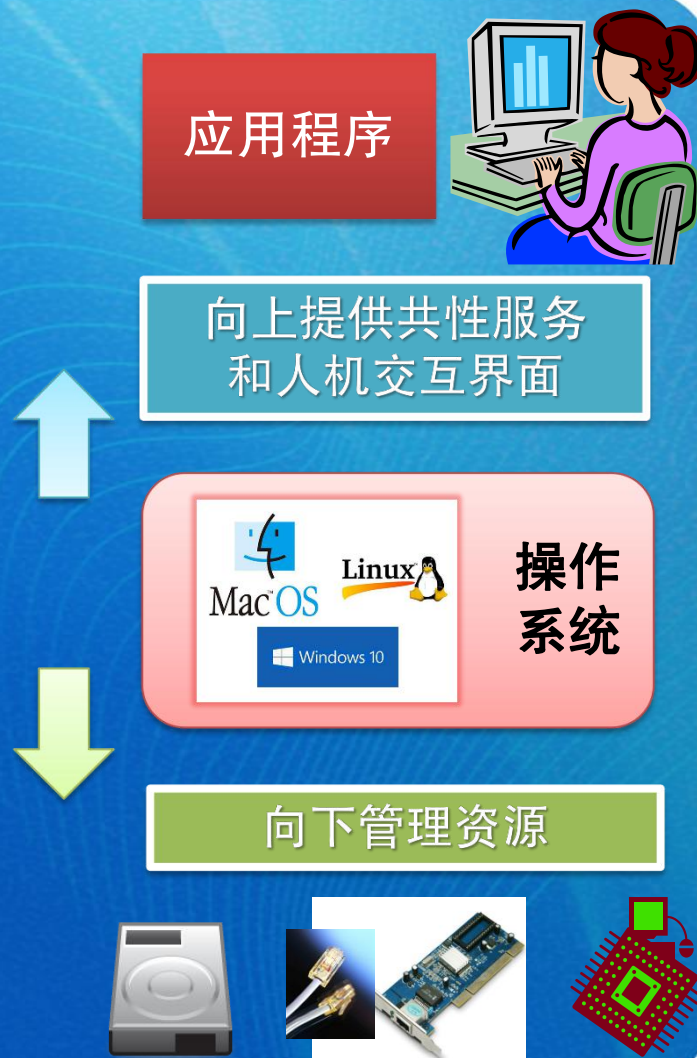 应用程序
向上提供共性服务
和人机交互界面
Mac OS
Linux
Windows 10
操作
系统
向下管理资源